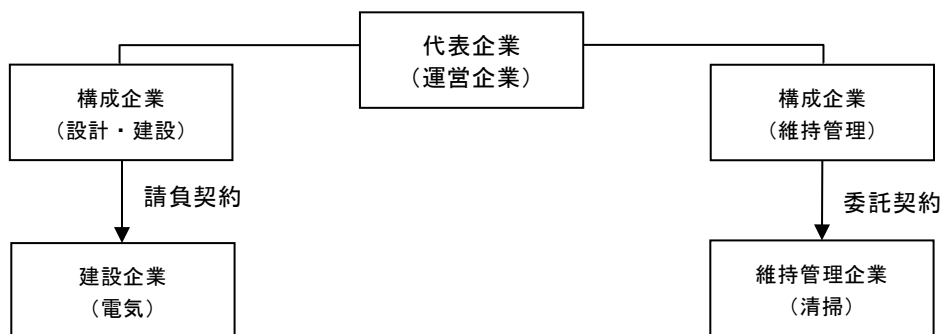 代表企業
（運営企業）
構成企業
（設計・建設）
構成企業
（維持管理）
請負契約
委託契約
建設企業
（電気）
維持管理企業
（清掃）